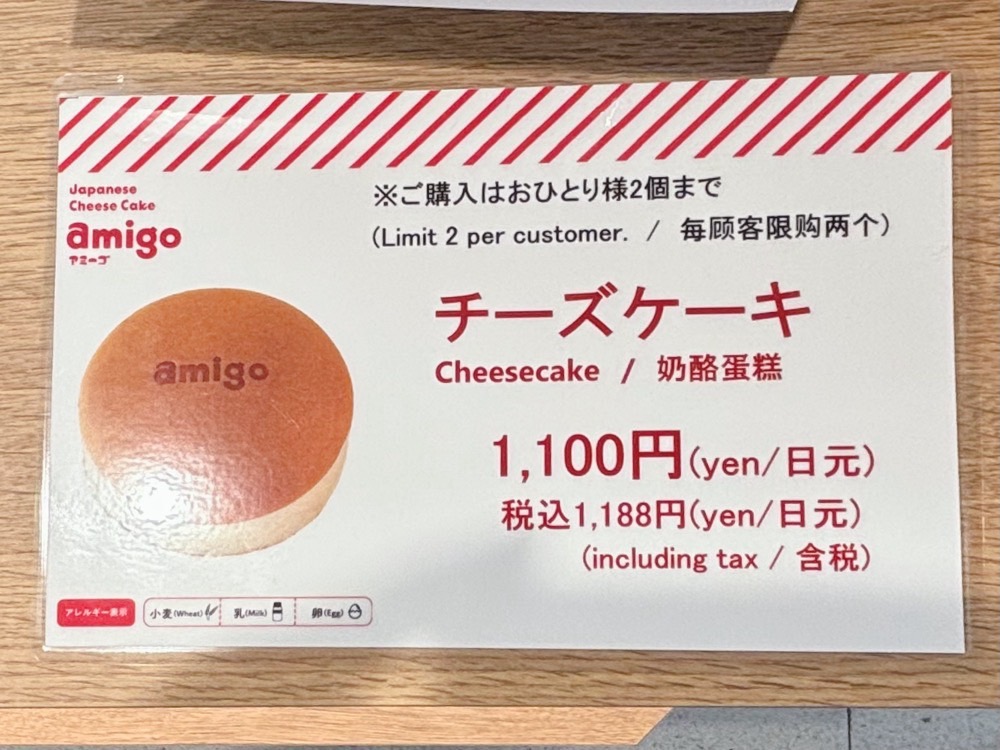 Japanese
Cheese Cake
amigo
アミーゴ
※ご購入はおひとり様2個まで
(Limit 2 per customer. / 每顾客限购两个)
チーズケーキ
Cheesecake / 奶酪蛋糕
amigo
1,100円(yen/日元)
税込1,188円(yen/日元)
(including tax / 含税)
アレルギー表示 小麦(Wheat) 乳(Milk) 卵(Egg)